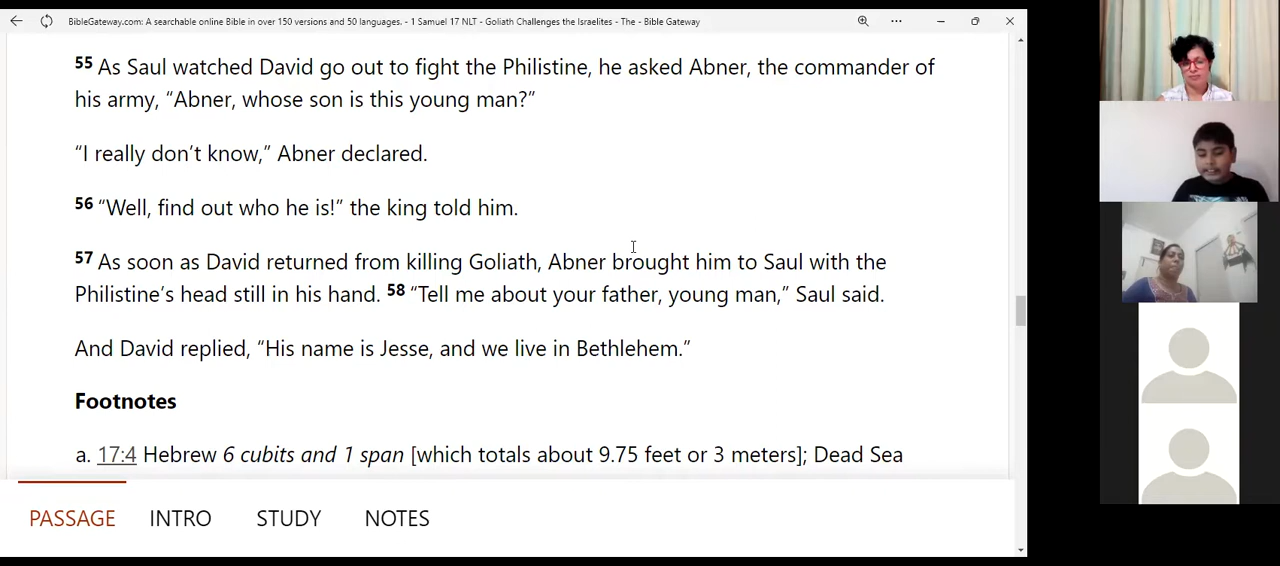 BibleGateway.com: A searchable online Bible in over 150 versions and 50 languages. - 1 Samuel 17 NLT - Goliath Challenges the Israelites - The - Bible Gateway
55 As Saul watched David go out to fight the Philistine, he asked Abner, the commander of
his army, “Abner, whose son is this young man?”
“I really don’t know,” Abner declared.
56 “Well, find out who he is!” the king told him.
57 As soon as David returned from killing Goliath, Abner brought him to Saul with the
Philistine’s head still in his hand. 58 “Tell me about your father, young man,” Saul said.
And David replied, “His name is Jesse, and we live in Bethlehem.”
Footnotes
a. 17:4 Hebrew 6 cubits and 1 span [which totals about 9.75 feet or 3 meters]; Dead Sea
PASSAGE INTRO STUDY NOTES